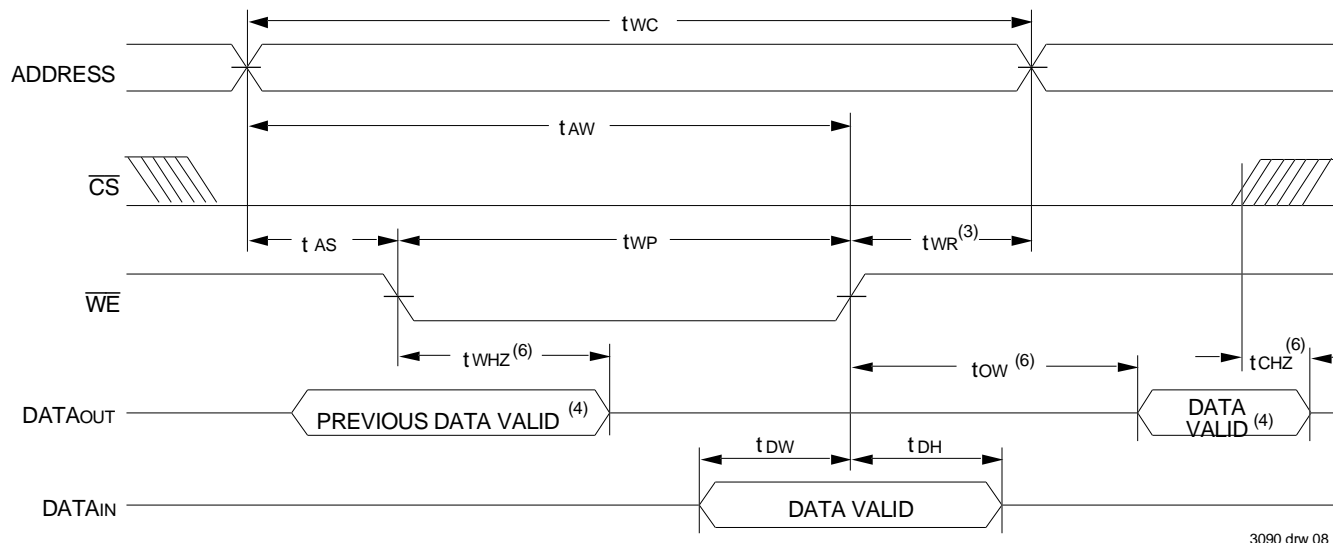 tWC
ADDRESS
tAW
CS
tAS
tWP
tWR(3)
WE
tWHZ(6)
tOW(6)
tCHZ(6)
DATAOUT
PREVIOUS DATA VALID(4)
DATA
VALID(4)
tDW
tDH
DATAIN
DATA VALID
3090 drw 08